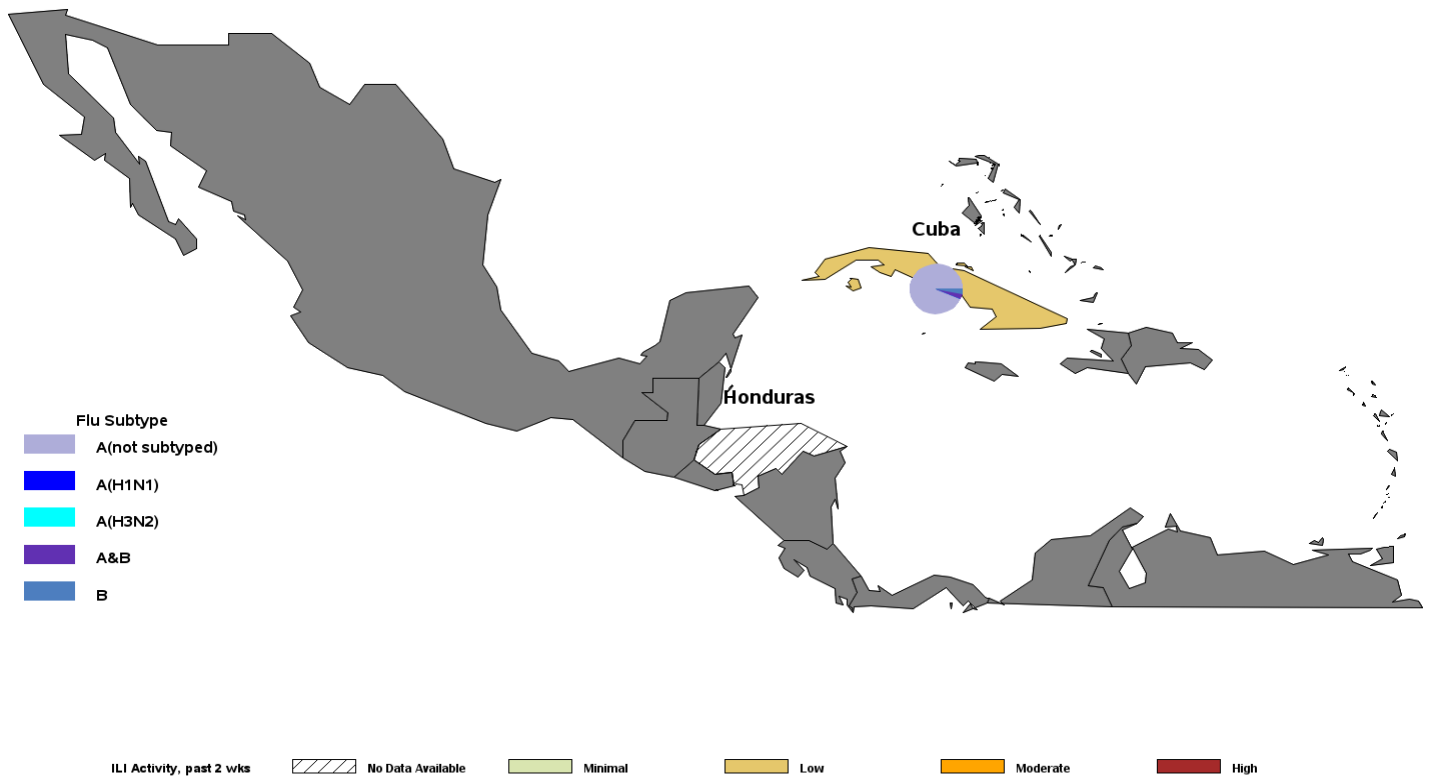 Cuba
Honduras
Flu Subtype
A(not subtyped)
A(H1N1)
A(H3N2)
A&B
B
ILI Activity, past 2 wks No Data Available Minimal Low Moderate High